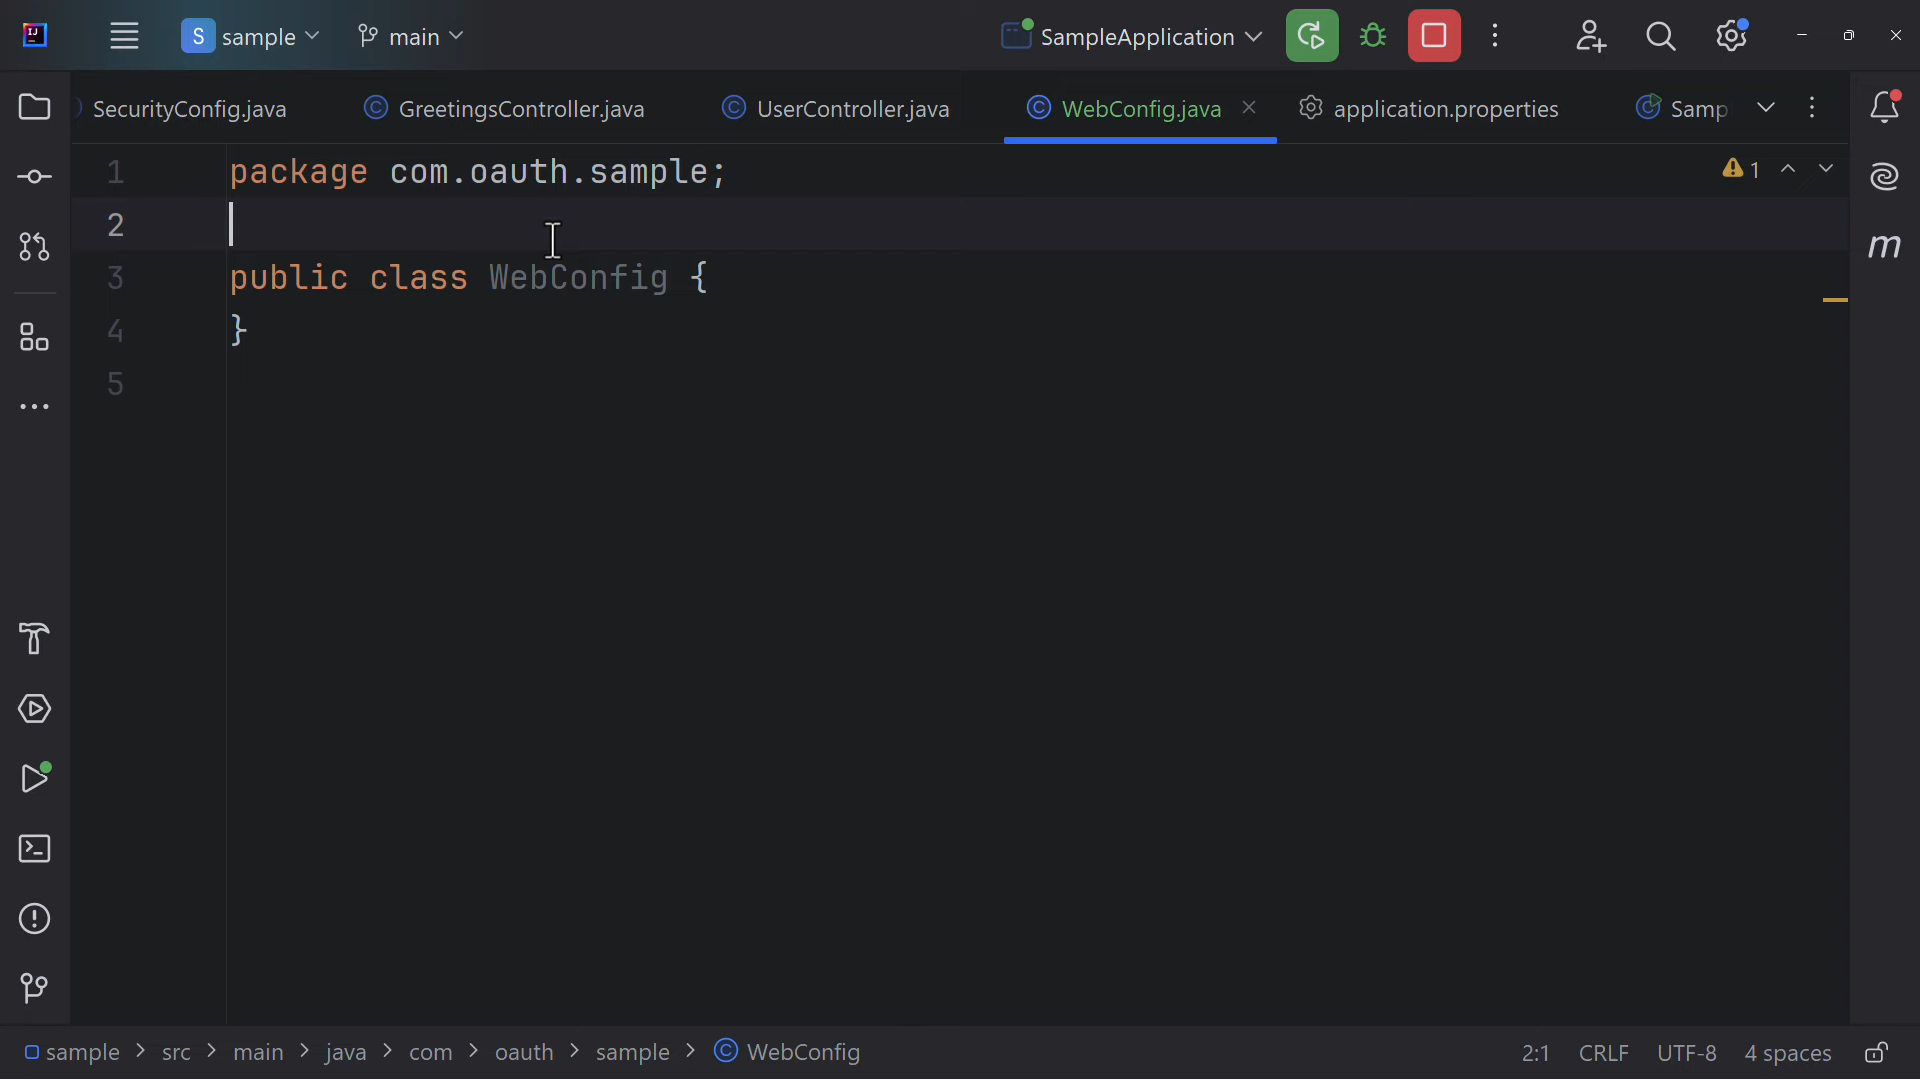 IJ
S sample
main
SampleApplication
SecurityConfig.java
GreetingsController.java
UserController.java
WebConfig.java
application.properties
Samp
1 package com.oauth.sample;
1
2
3 public class WebConfig {
4 }
5
m
sample > src > main > java > com > oauth > sample > WebConfig
2:1 CRLF UTF-8 4 spaces